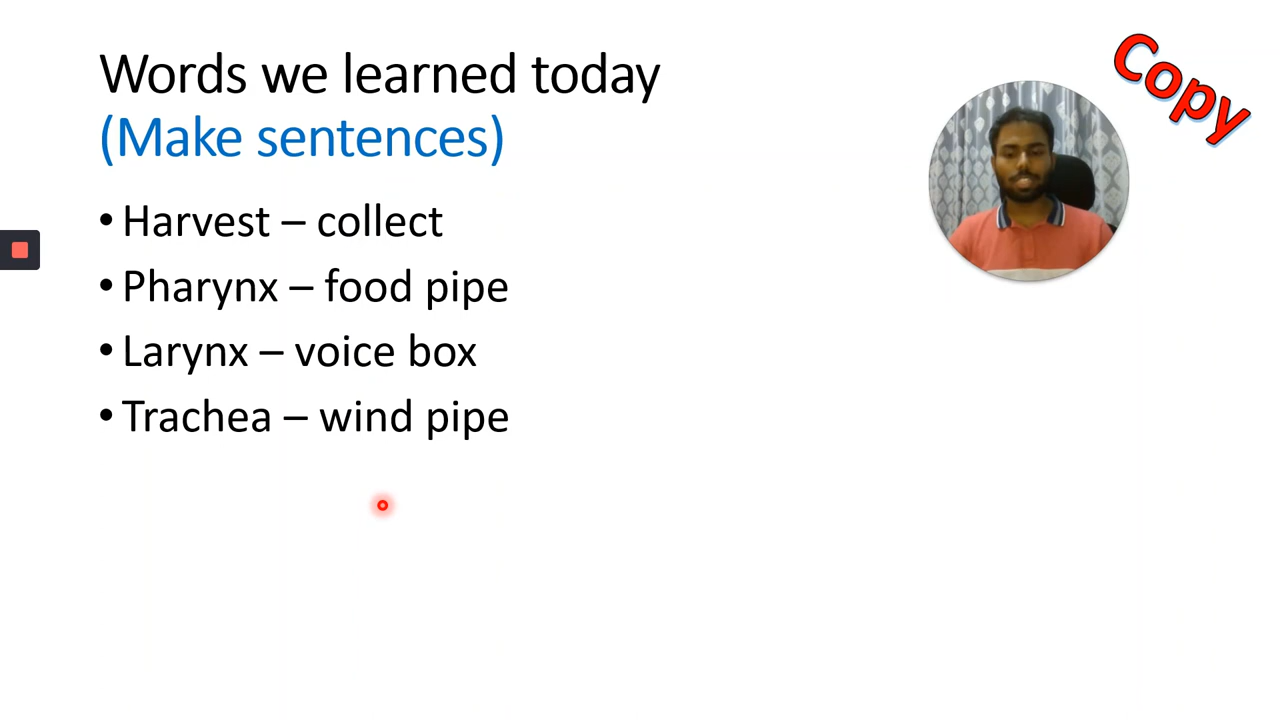 Words we learned today
(Make sentences)
Copy
• Harvest – collect
• Pharynx – food pipe
• Larynx – voice box
• Trachea – wind pipe